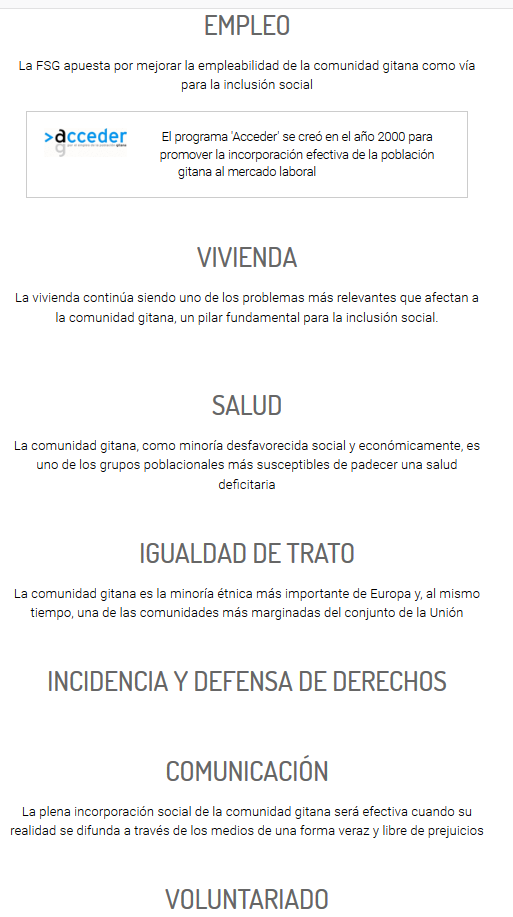 EMPLEO
La FSG apuesta por mejorar la empleabilidad de la comunidad gitana como vía
para la inclusión social
>acceder
El programa 'Acceder' se creó en el año 2000 para
promover la incorporación efectiva de la población
gitana al mercado laboral
VIVIENDA
La vivienda continúa siendo uno de los problemas más relevantes que afectan a
la comunidad gitana, un pilar fundamental para la inclusión social.
SALUD
La comunidad gitana, como minoría desfavorecida social y económicamente, es
uno de los grupos poblacionales más susceptibles de padecer una salud
deficitaria
IGUALDAD DE TRATO
La comunidad gitana es la minoría étnica más importante de Europa y, al mismo
tiempo, una de las comunidades más marginadas del conjunto de la Unión
INCIDENCIA Y DEFENSA DE DERECHOS
COMUNICACIÓN
La plena incorporación social de la comunidad gitana será efectiva cuando su
realidad se difunda a través de los medios de una forma veraz y libre de prejuicios
VOLUNTARIADO